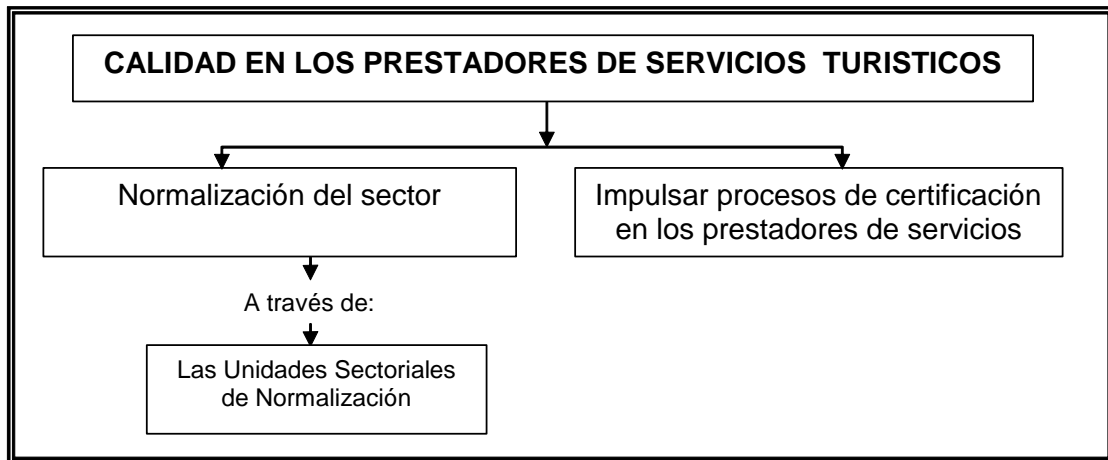 CALIDAD EN LOS PRESTADORES DE SERVICIOS TURISTICOS
Normalización del sector
Impulsar procesos de certificación
en los prestadores de servicios
A través de:
Las Unidades Sectoriales
de Normalización